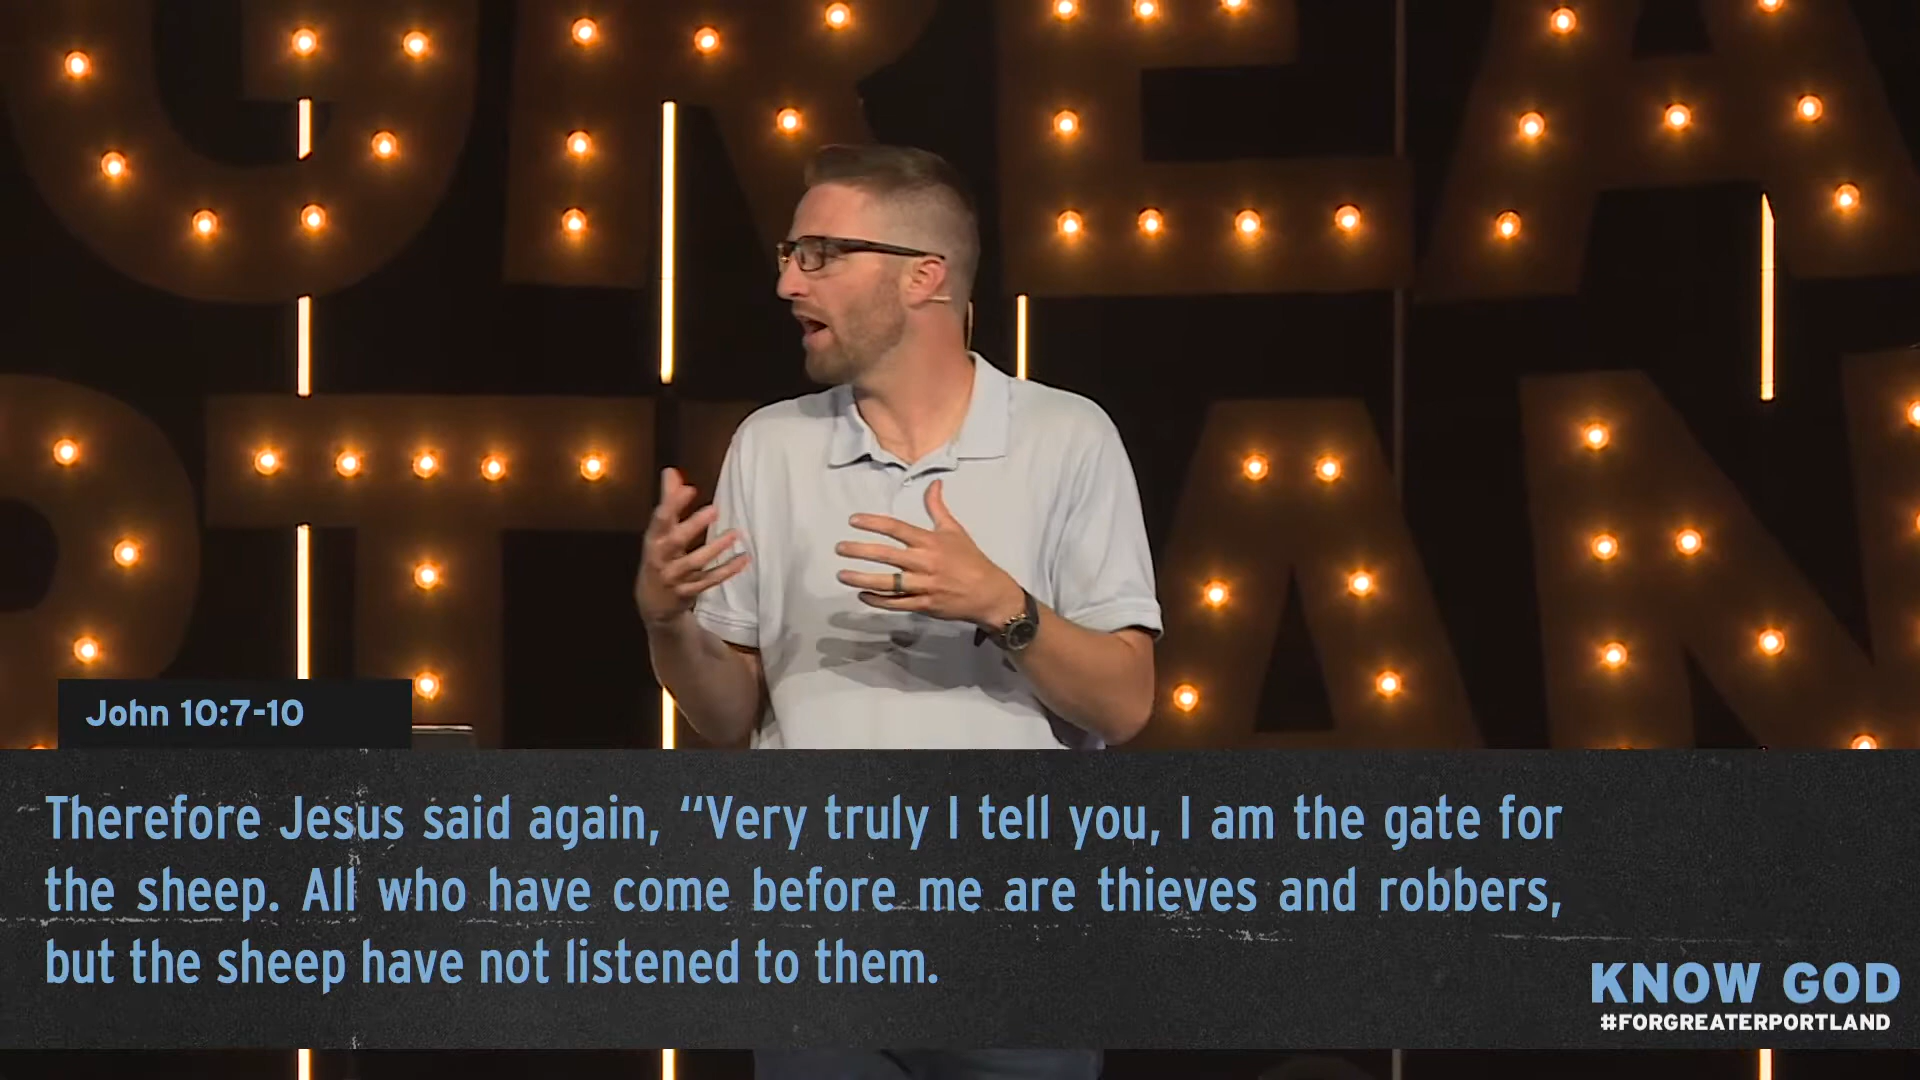 GREA
RTLAN
John 10:7-10
Therefore Jesus said again, “Very truly I tell you, I am the gate for
the sheep. All who have come before me are thieves and robbers,
but the sheep have not listened to them.
KNOW GOD
#FORGREATERPORTLAND